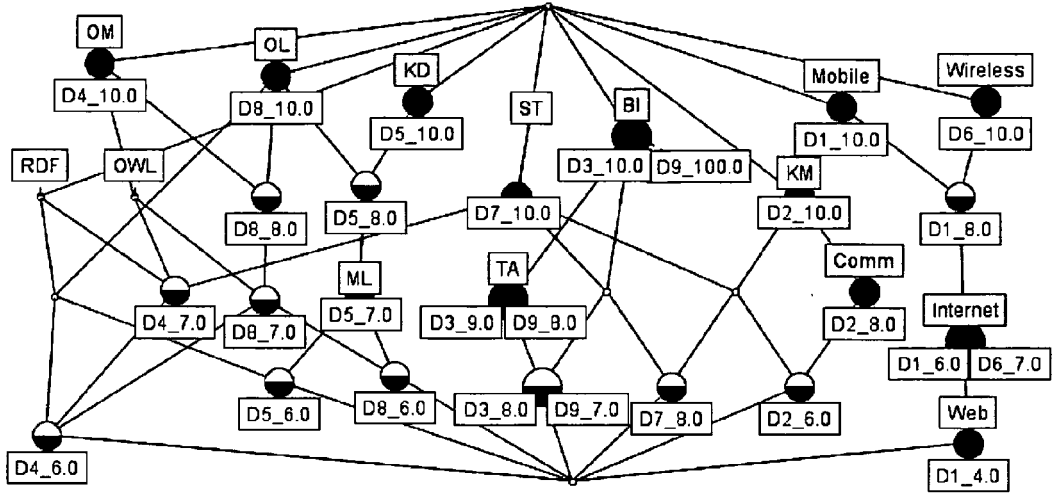 OM
OL
KD
ST
BI
Mobile
Wireless
D4_10.0
D8_10.0
D5_10.0
D3_10.0
D9_100.0
D1_10.0
D6_10.0
RDF
OWL
KM
D8_8.0
D5_8.0
D7_10.0
D2_10.0
D1_8.0
ML
TA
Comm
D4_7.0
D8_7.0
D5_7.0
D3_9.0
D9_8.0
D2_8.0
Internet
D1_6.0
D6_7.0
D5_6.0
D8_6.0
D3_8.0
D9_7.0
D7_8.0
D2_6.0
Web
D4_6.0
D1_4.0